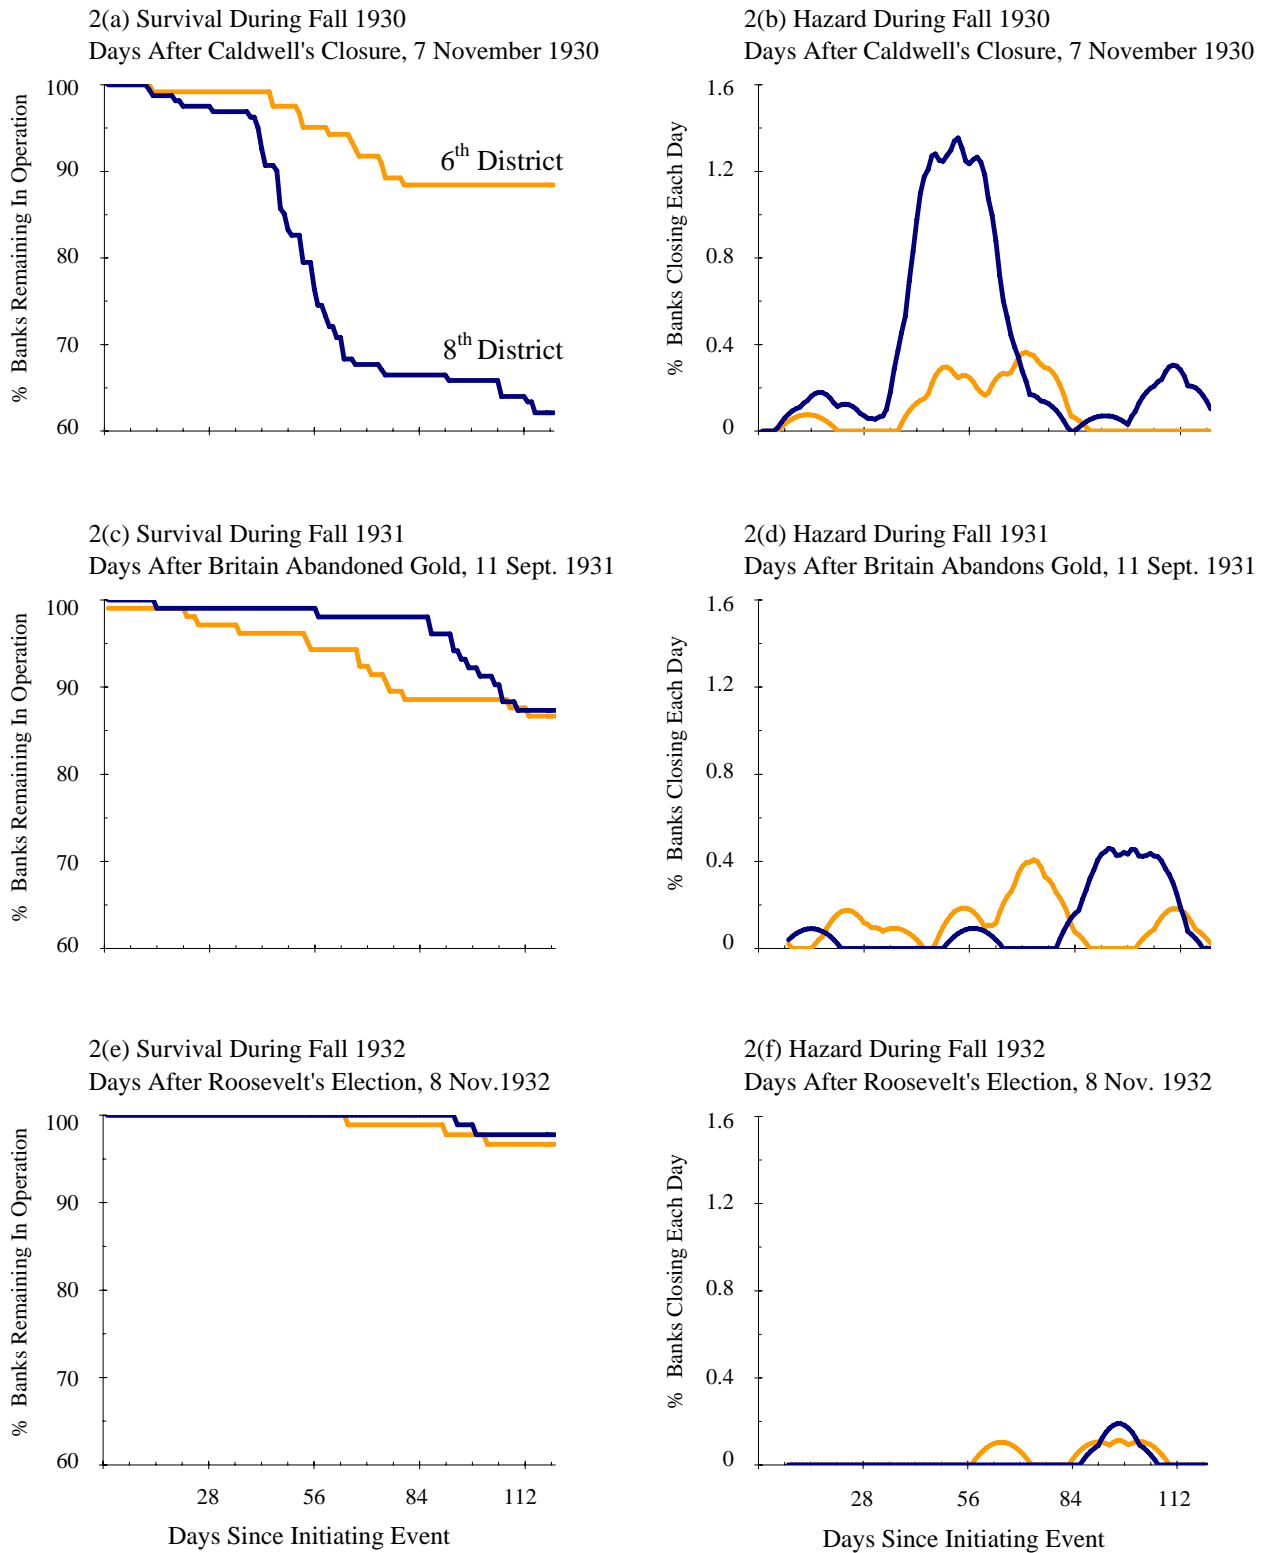 2(a) Survival During Fall 1930
Days After Caldwell's Closure, 7 November 1930
% Banks Remaining In Operation
100
90
80
70
60
6th District
8th District
2(b) Hazard During Fall 1930
Days After Caldwell's Closure, 7 November 1930
% Banks Closing Each Day
1.6
1.2
0.8
0.4
0
2(c) Survival During Fall 1931
Days After Britain Abandoned Gold, 11 Sept. 1931
% Banks Remaining In Operation
100
90
80
70
60
2(d) Hazard During Fall 1931
Days After Britain Abandons Gold, 11 Sept. 1931
% Banks Closing Each Day
1.6
1.2
0.8
0.4
0
2(e) Survival During Fall 1932
Days After Roosevelt's Election, 8 Nov.1932
% Banks Remaining In Operation
100
90
80
70
60
28 56 84 112
Days Since Initiating Event
2(f) Hazard During Fall 1932
Days After Roosevelt's Election, 8 Nov. 1932
% Banks Closing Each Day
1.6
1.2
0.8
0.4
0
28 56 84 112
Days Since Initiating Event